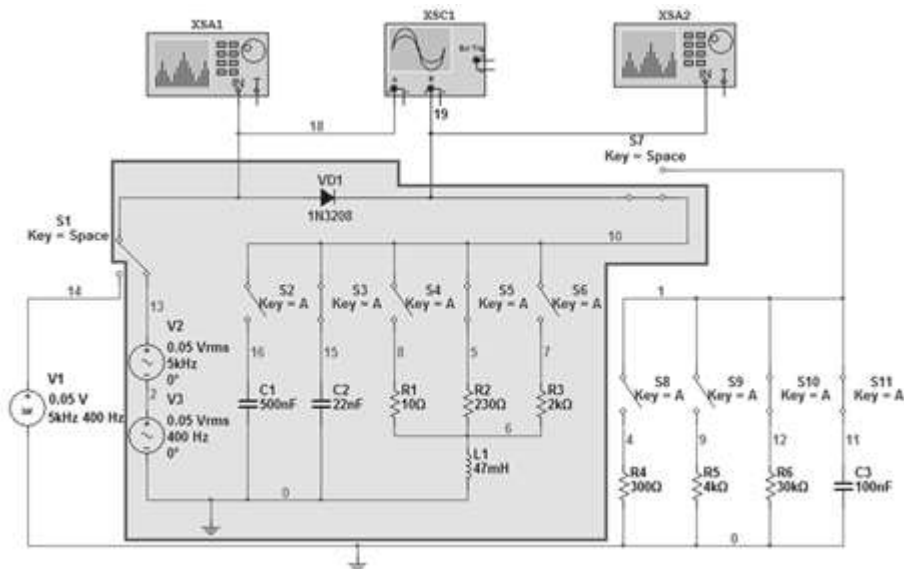 XSA1
XSC1
XSA2
Ext Trig
A
B
IN
T
IN
T
18
19
S7
Key = Space
VD1
1N3208
S1
Key = Space
10
14
13
S2
Key = A
S3
Key = A
S4
Key = A
S5
Key = A
S6
Key = A
1
V2
0.05 Vrms
5kHz
0°
16
15
8
5
7
S8
Key = A
S9
Key = A
S10
Key = A
S11
Key = A
V1
0.05 V
5kHz 400 Hz
2
V3
0.05 Vrms
400 Hz
0°
C1
500nF
C2
22nF
R1
10Ω
R2
230Ω
R3
2kΩ
6
L1
47mH
4
9
12
11
R4
300Ω
R5
4kΩ
R6
30kΩ
C3
100nF
0
0